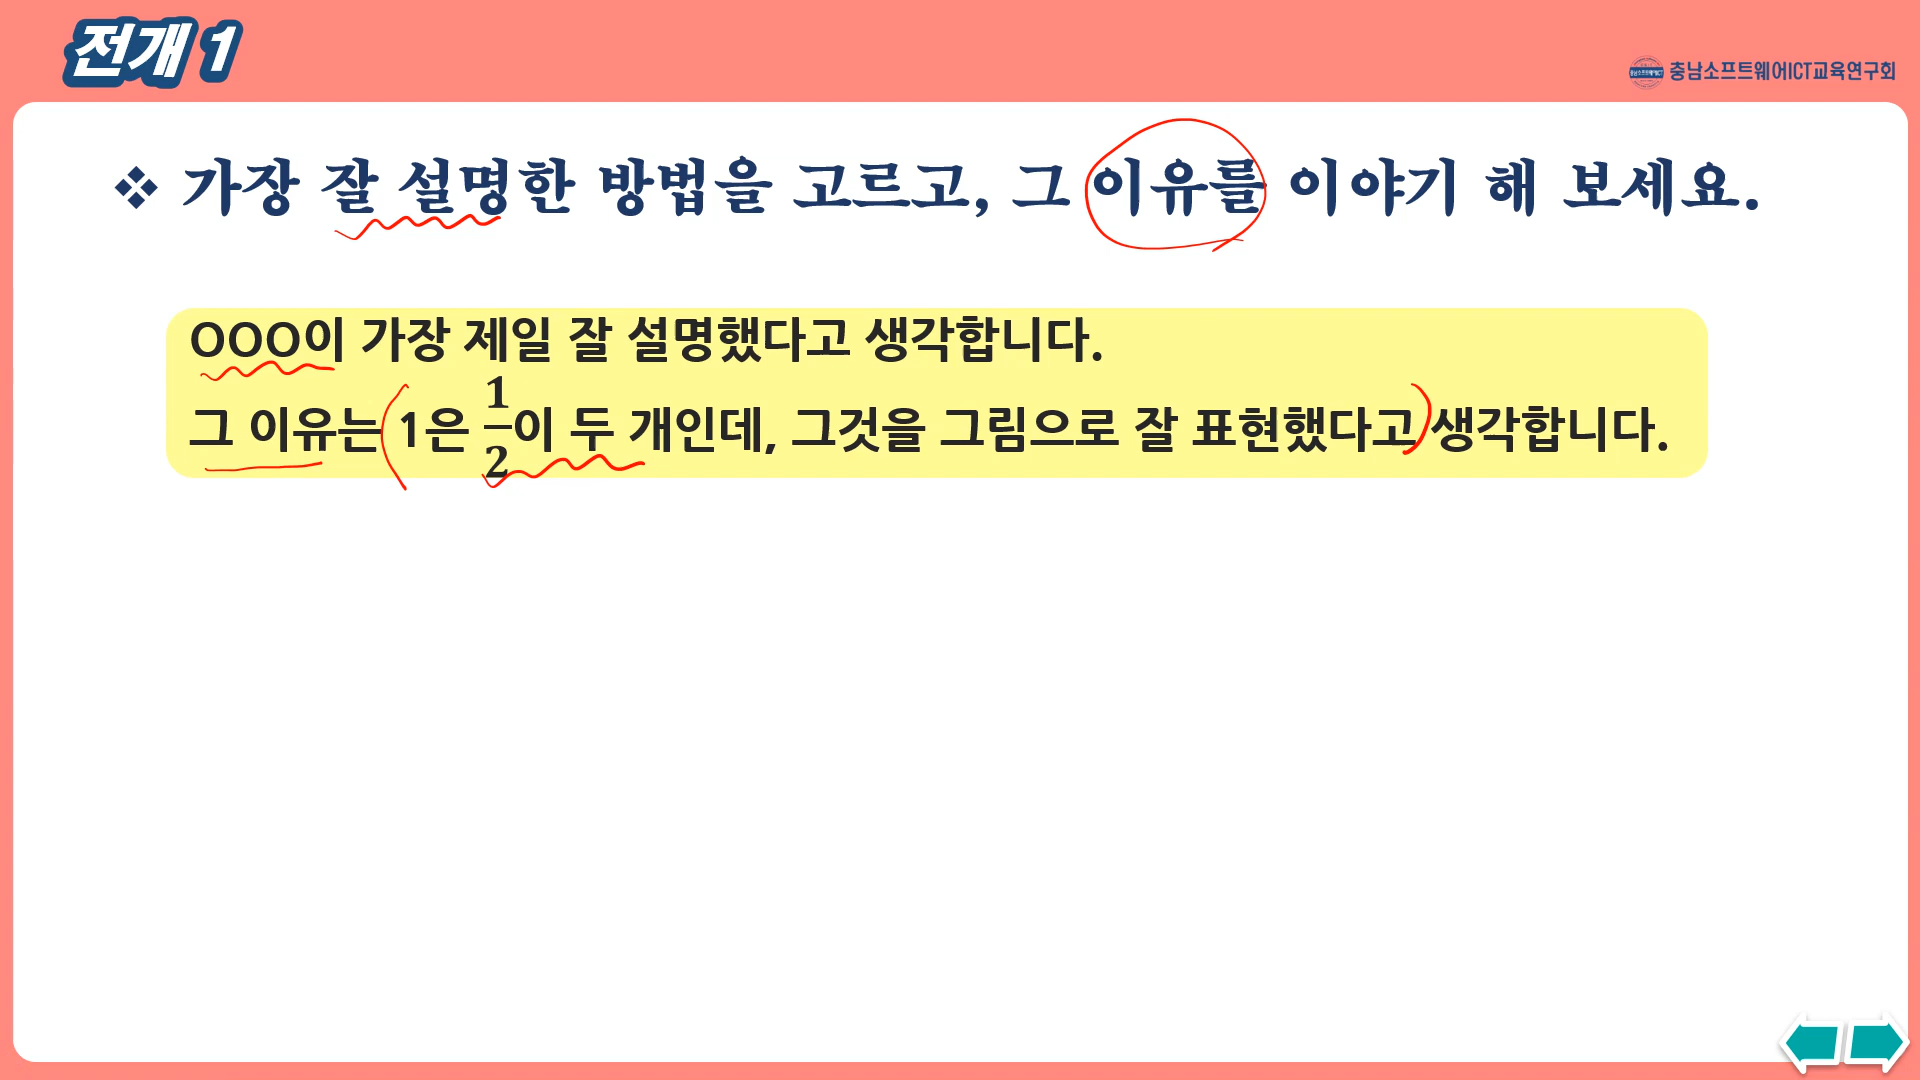 전개 1
충남소프트웨어ICT교육연구회
❖ 가장 잘 설명한 방법을 고르고, 그 이유를 이야기 해 보세요.
OOO이 가장 제일 잘 설명했다고 생각합니다.
그 이유는 1은 1/2이 두 개인데, 그것을 그림으로 잘 표현했다고 생각합니다.